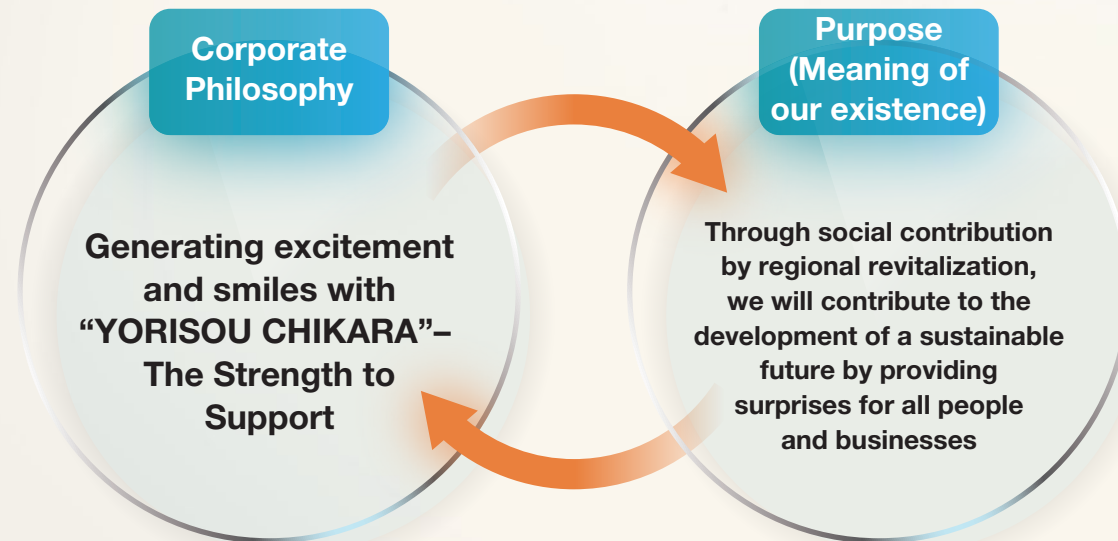 Corporate
Philosophy
Generating excitement
and smiles with
“YORISOU CHIKARA”–
The Strength to
Support
Purpose
(Meaning of
our existence)
Through social contribution
by regional revitalization,
we will contribute to the
development of a sustainable
future by providing
surprises for all people
and businesses